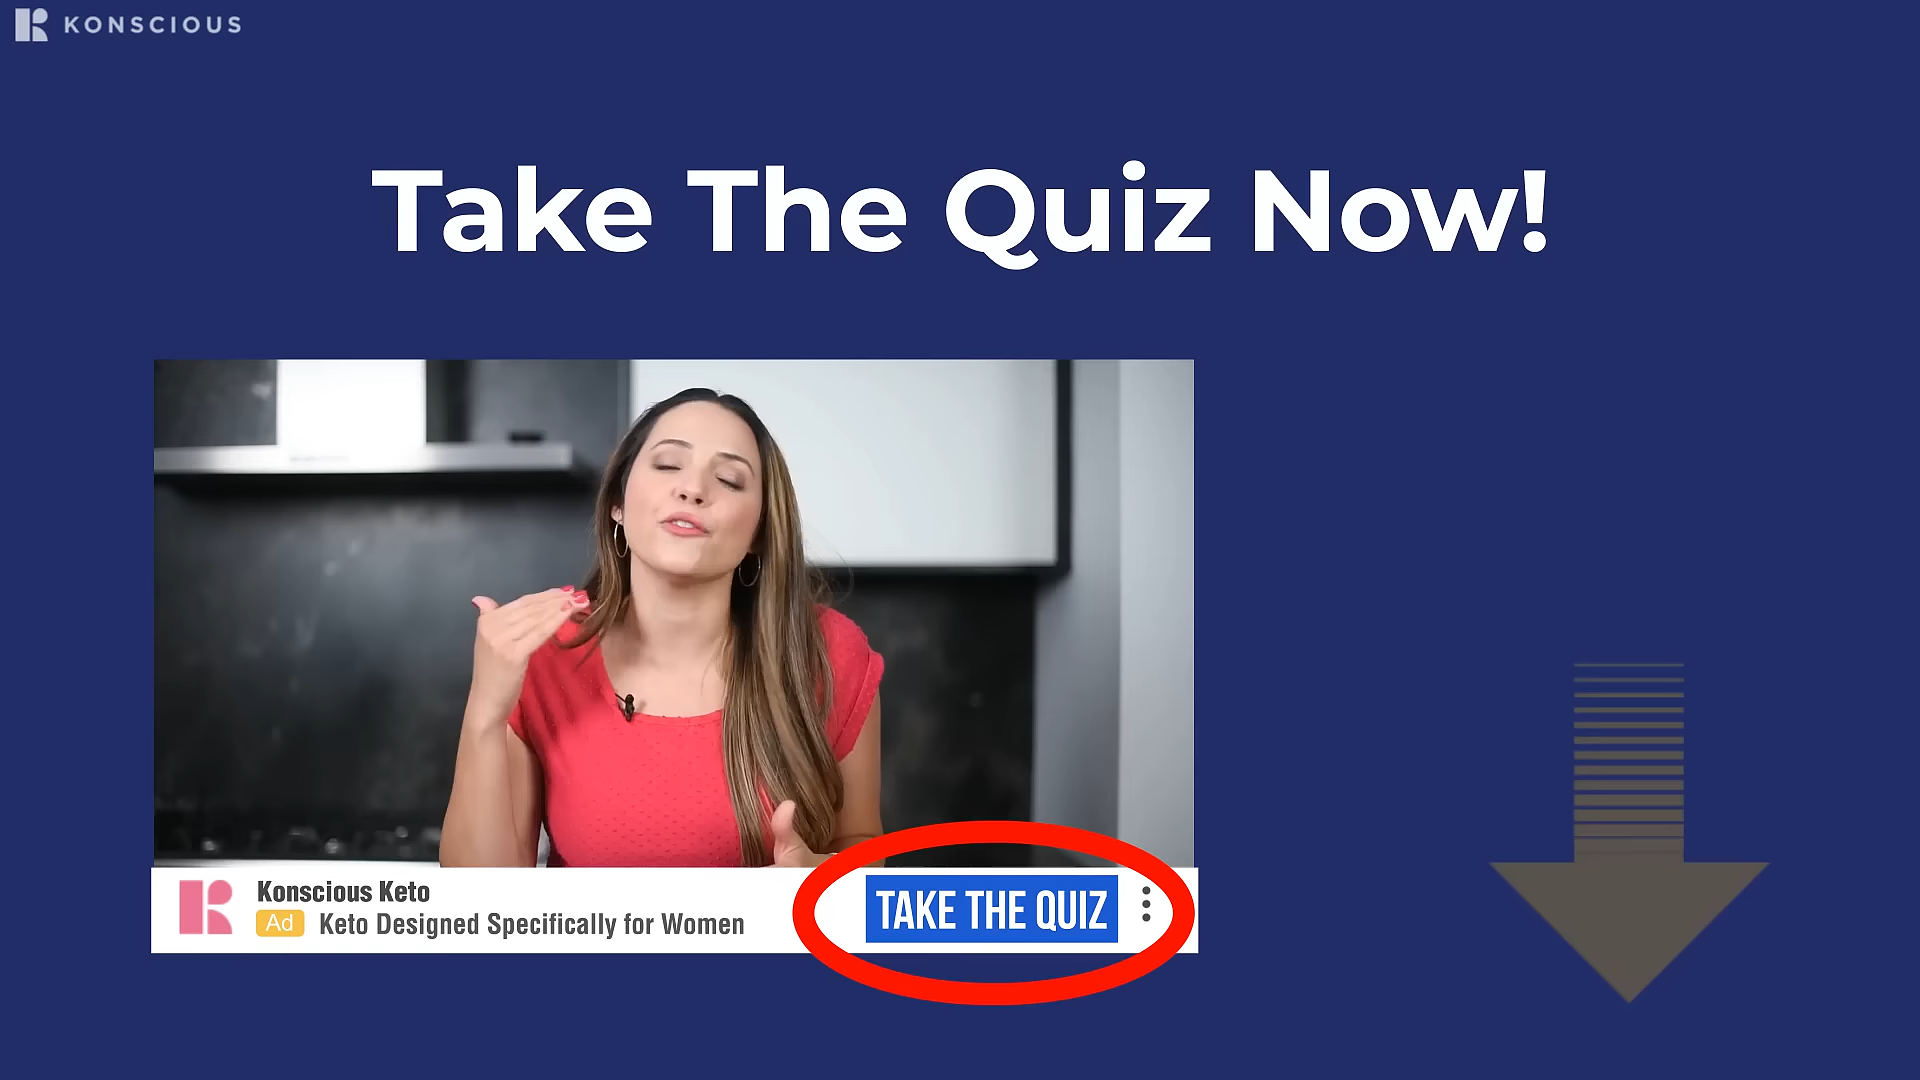 KONSCIOUS
Take The Quiz Now!
Konscious Keto
Ad Keto Designed Specifically for Women
TAKE THE QUIZ